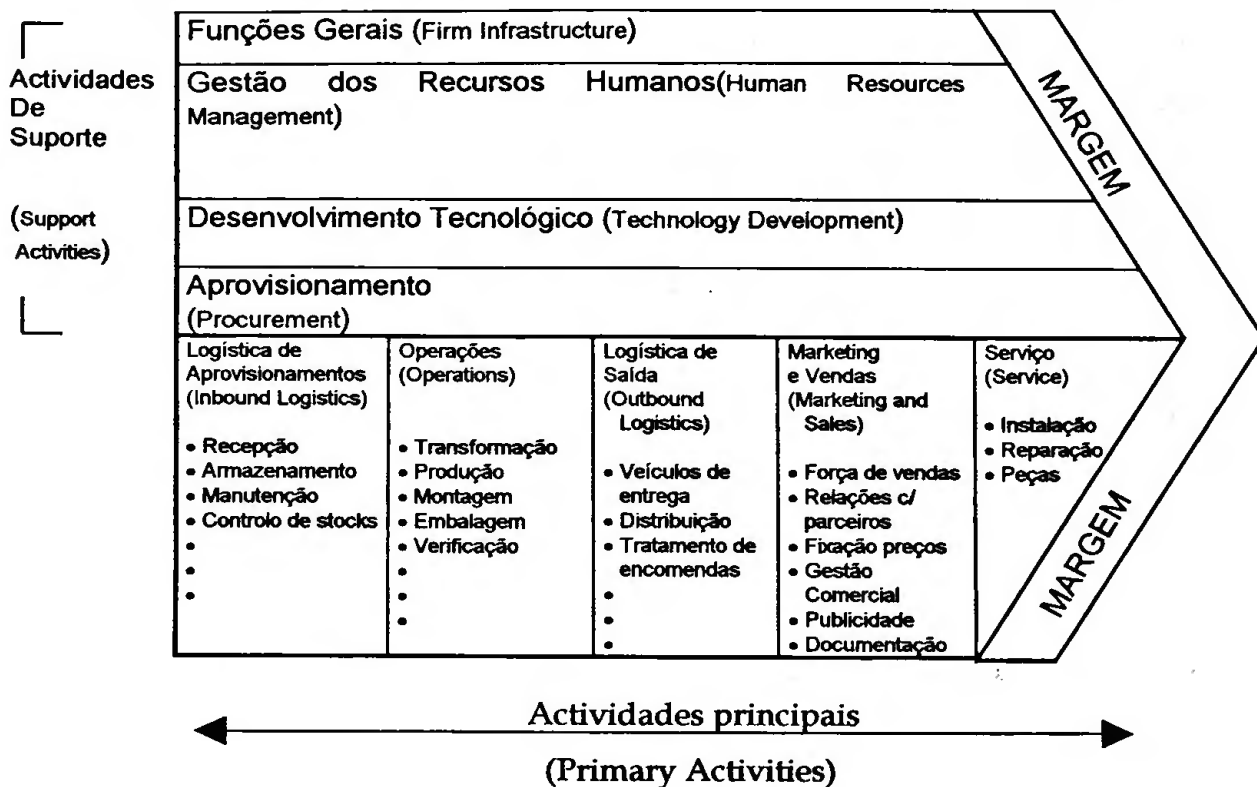 Funções Gerais (Firm Infrastructure)
Actividades
De
Suporte
(Support
Activities)
Gestão dos Recursos Humanos(Human Resources
Management)
Desenvolvimento Tecnológico (Technology Development)
Aprovisionamento
(Procurement)
MARGEM
MARGEM
Logística de
Aprovisionamentos
(Inbound Logistics)
• Recepção
• Armazenamento
• Manutenção
• Controlo de stocks
•
•
•
Operações
(Operations)
• Transformação
• Produção
• Montagem
• Embalagem
• Verificação
•
•
•
Logística de
Saída
(Outbound
Logistics)
• Veículos de
entrega
• Distribuição
• Tratamento de
encomendas
•
•
•
Marketing
e Vendas
(Marketing and
Sales)
• Força de vendas
• Relações c/
parceiros
• Fixação preços
• Gestão
Comercial
• Publicidade
• Documentação
Serviço
(Service)
• Instalação
• Reparação
• Peças
Actividades principais
(Primary Activities)